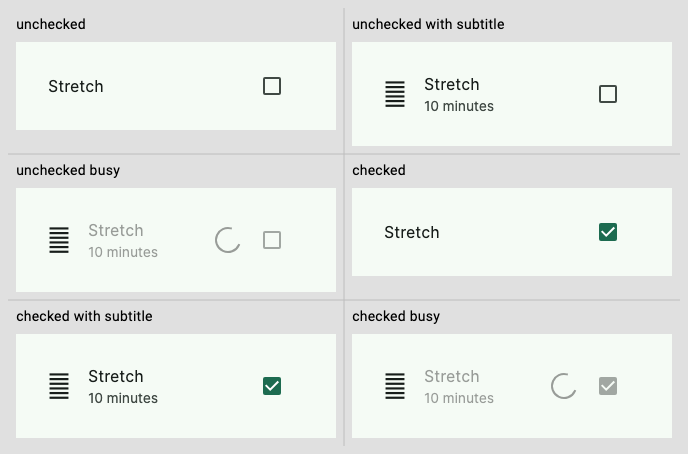 unchecked
Stretch
unchecked with subtitle
Stretch
10 minutes
unchecked busy
Stretch
10 minutes
checked
Stretch
checked with subtitle
Stretch
10 minutes
checked busy
Stretch
10 minutes